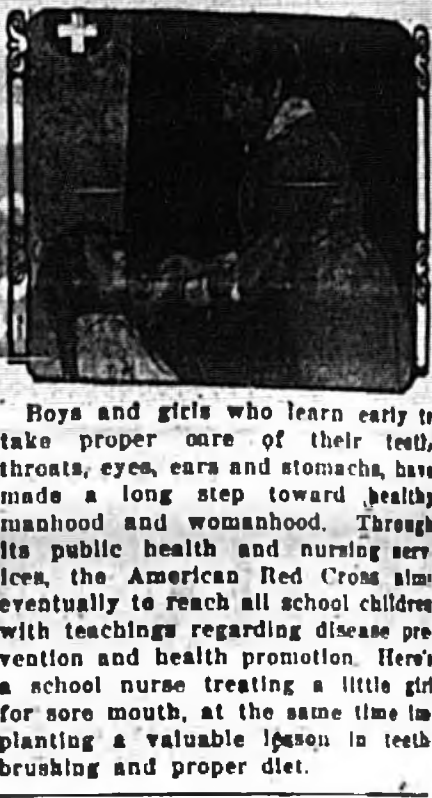 Boys and girls who learn early to
take proper care of their teeth,
throats, eyes, ears and stomachs, have
made a long step toward healthy
manhood and womanhood. Through
its public health and nursing serv-
ices, the American Red Cross aims
eventually to reach all school children
with teachings regarding disease pre-
vention and health promotion. Here's
a school nurse treating a little girl
for sore mouth, at the same time im-
planting a valuable lesson in teeth-
brushing and proper diet.